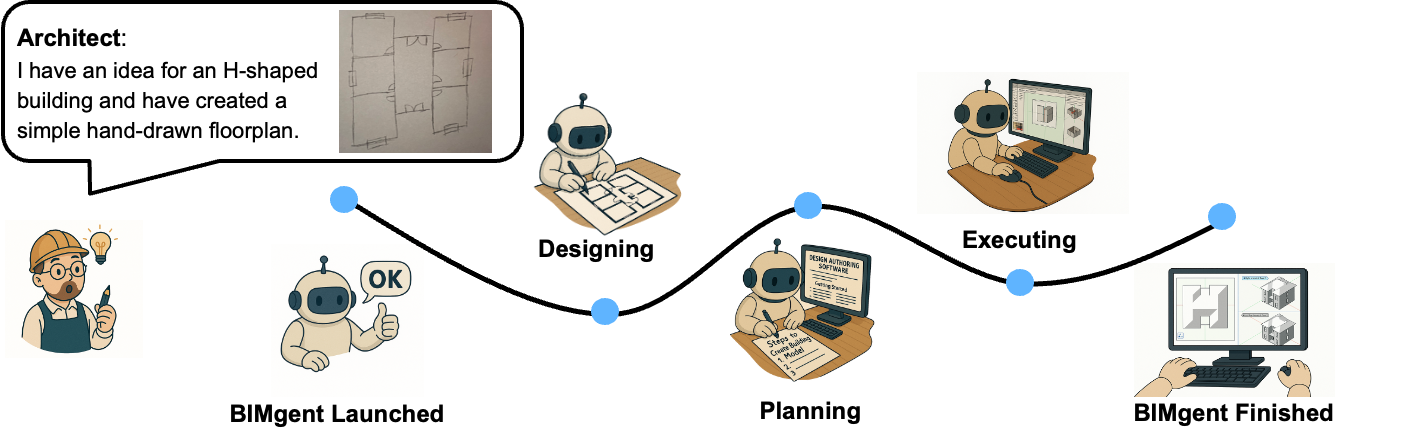 Architect:
I have an idea for an H-shaped
building and have created a
simple hand-drawn floorplan.
OK
BIMgent Launched
Designing
DESIGN AUTHORING
SOFTWARE
Getting Started
Steps to
Create Building
Model
1.
2.
3
Planning
Executing
BIMgent Finished